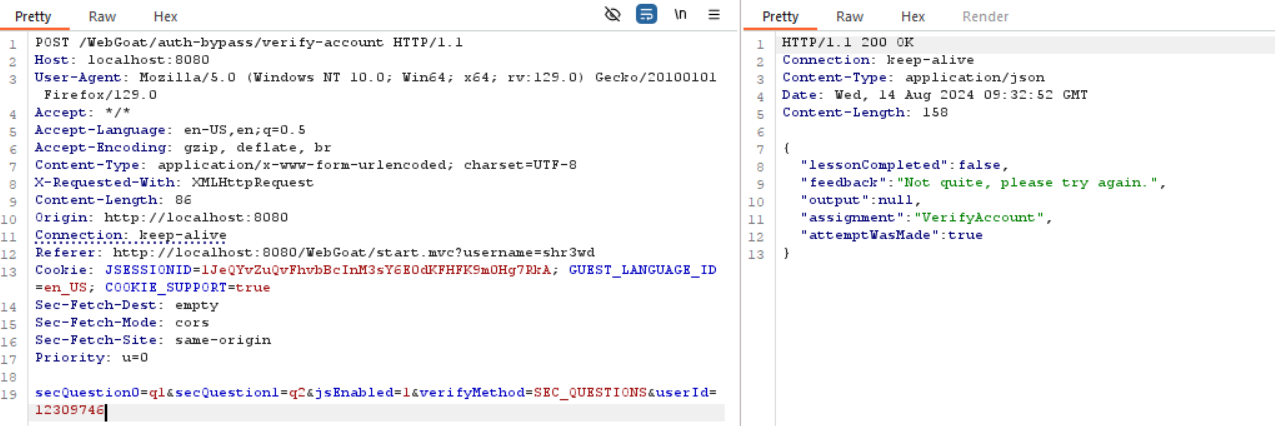 Pretty Raw Hex \n
1 POST /WebGoat/auth-bypass/verify-account HTTP/1.1
2 Host: localhost:8080
3 User-Agent: Mozilla/5.0 (Windows NT 10.0; Win64; x64; rv:129.0) Gecko/20100101
Firefox/129.0
4 Accept: */*
5 Accept-Language: en-US,en;q=0.5
6 Accept-Encoding: gzip, deflate, br
7 Content-Type: application/x-www-form-urlencoded; charset=UTF-8
8 X-Requested-With: XMLHttpRequest
9 Content-Length: 86
10 Origin: http://localhost:8080
11 Connection: keep-alive
12 Referer: http://localhost:8080/WebGoat/start.mvc?username=shr3wd
13 Cookie: JSESSIONID=1JeQYvZuQvFhvbBcInM3sY6E0dKFHFK9m0Hg7RkA; GUEST_LANGUAGE_ID
=en_US; COOKIE_SUPPORT=true
14 Sec-Fetch-Dest: empty
15 Sec-Fetch-Mode: cors
16 Sec-Fetch-Site: same-origin
17 Priority: u=0
18
19 secQuestion0=q1&secQuestion1=q2&jsEnabled=1&verifyMethod=SEC_QUESTIONS&userId=
12309746
Pretty Raw Hex Render
1 HTTP/1.1 200 OK
2 Connection: keep-alive
3 Content-Type: application/json
4 Date: Wed, 14 Aug 2024 09:32:52 GMT
5 Content-Length: 158
6
7 {
8 "lessonCompleted":false,
9 "feedback":"Not quite, please try again.",
10 "output":null,
11 "assignment":"VerifyAccount",
12 "attemptWasMade":true
13 }